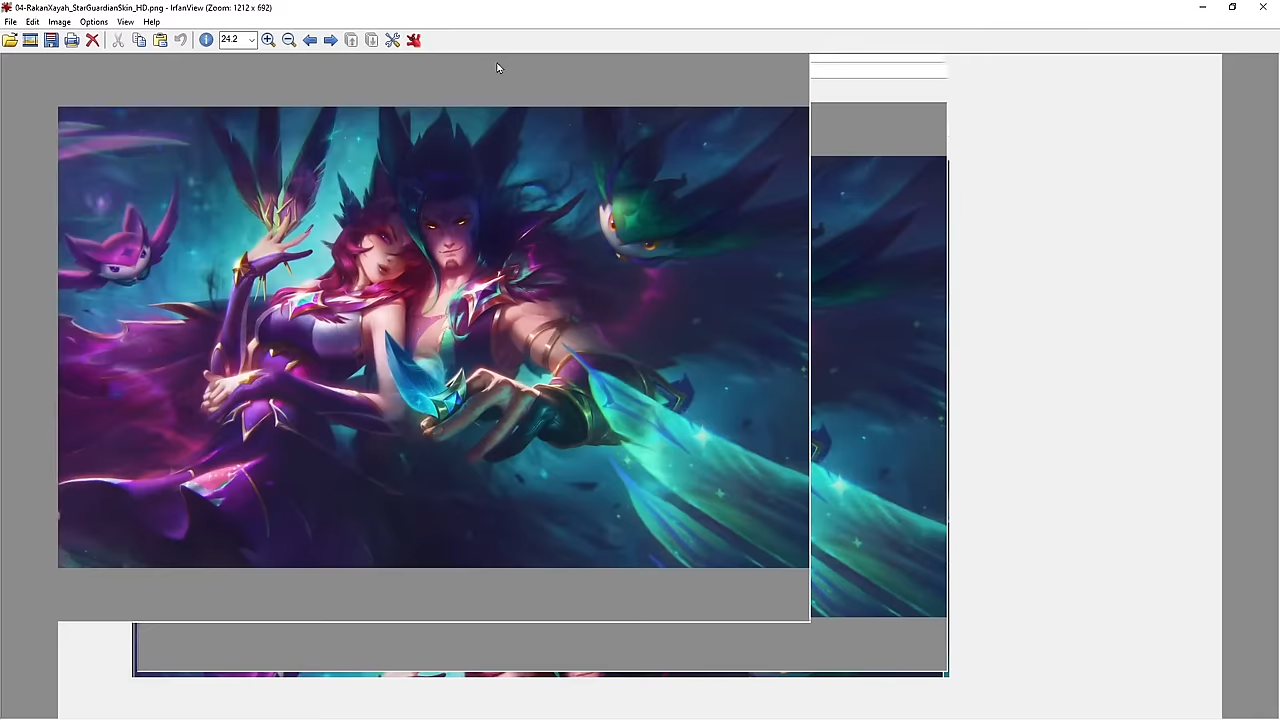 04-RakanXayah_StarGuardianSkin_HD.png - IrfanView (Zoom: 1212 x 692)
File Edit Image Options View Help
24.2